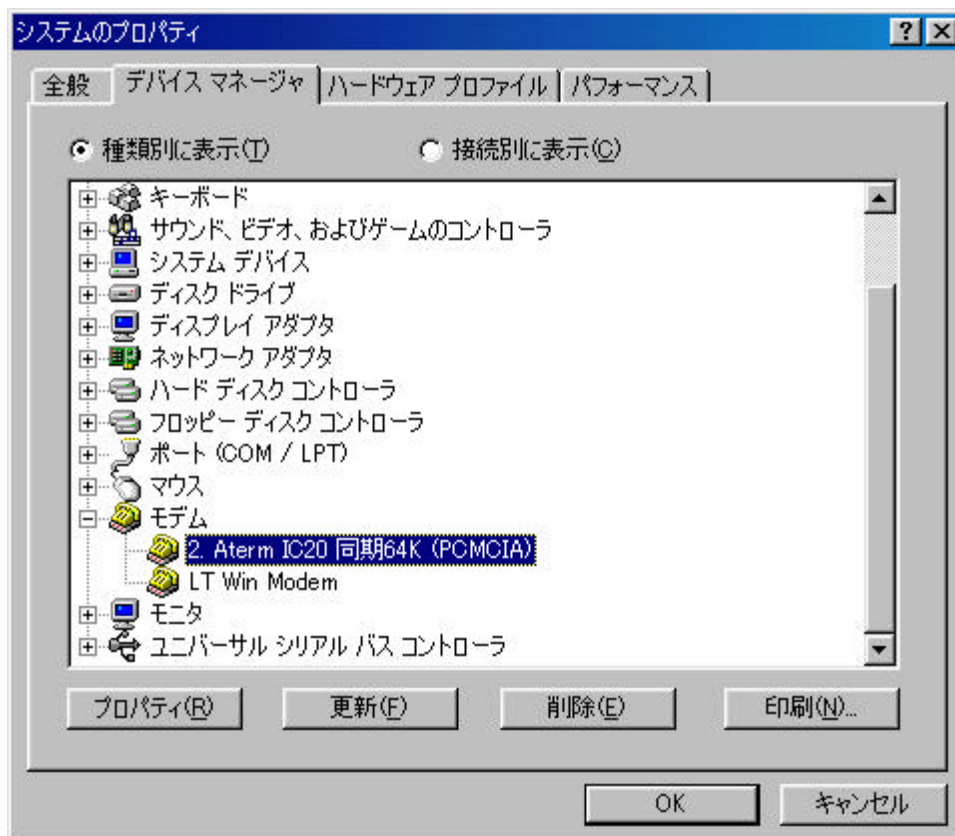 システムのプロパティ
全般 デバイス マネージャ ハードウェア プロファイル パフォーマンス
種類別に表示(T) 接続別に表示(C)
キーボード
サウンド、ビデオ、およびゲームのコントローラ
システム デバイス
ディスク ドライブ
ディスプレイ アダプタ
ネットワーク アダプタ
ハード ディスク コントローラ
フロッピー ディスク コントローラ
ポート (COM / LPT)
マウス
モデム
2. Aterm IC20 同期64K (PCMCIA)
LT Win Modem
モニタ
ユニバーサル シリアル バス コントローラ
プロパティ(R) 更新(F) 削除(E) 印刷(N)...
OK キャンセル